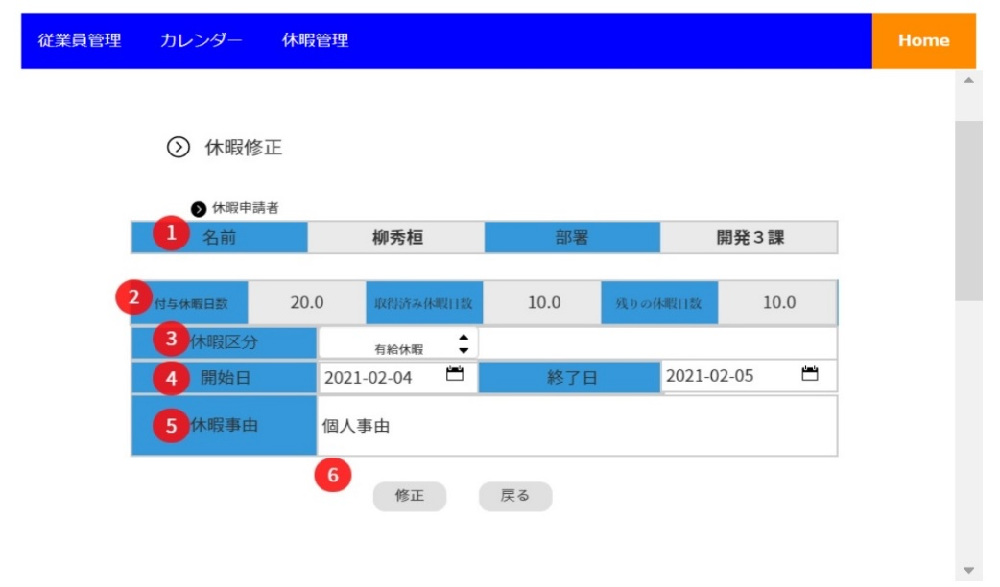 従業員管理 カレンダー 休暇管理 Home
休暇修正
休暇申請者
1 名前 柳秀桓 部署 開発３課
2 付与休暇日数 20.0 取得済み休暇日数 10.0 残りの休暇日数 10.0
3 休暇区分 有給休暇
4 開始日 2021-02-04 終了日 2021-02-05
5 休暇事由 個人事由
6
修正 戻る